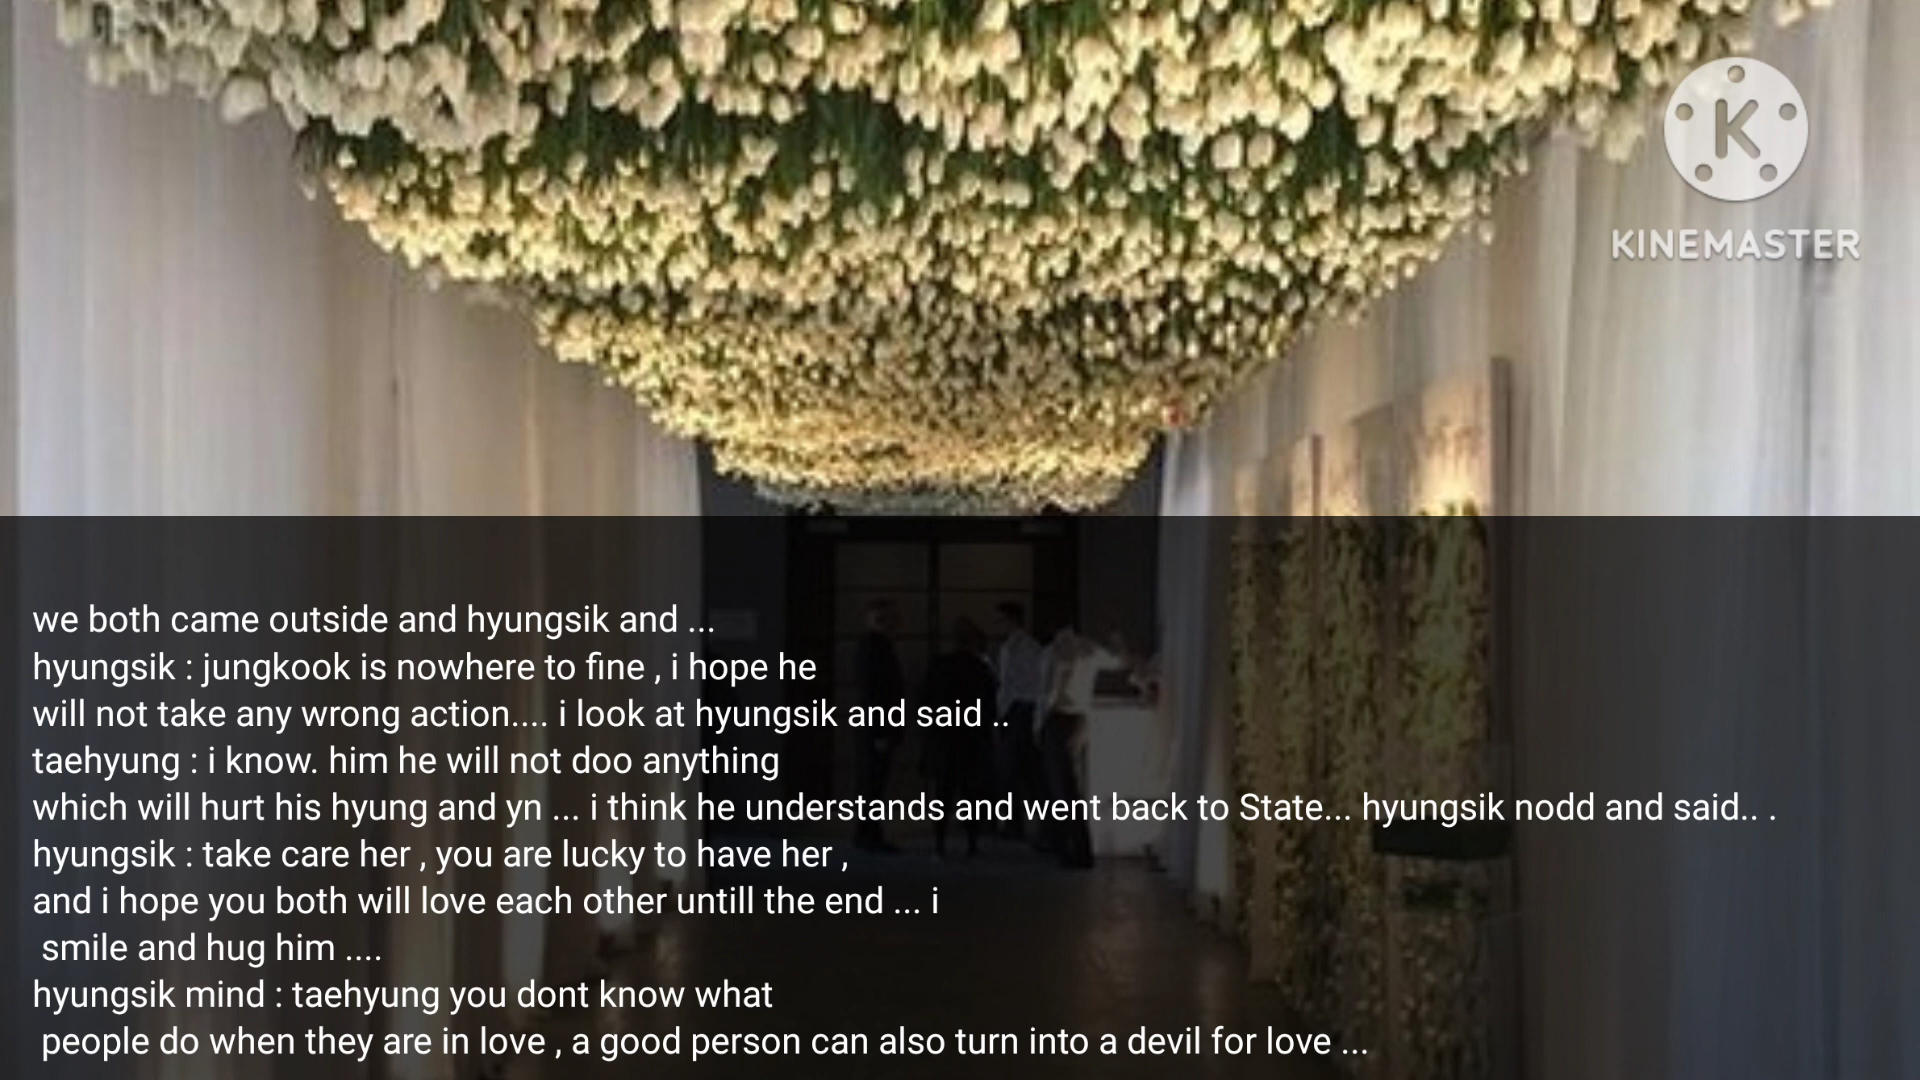 K
KINEMASTER
we both came outside and hyungsik and ...
hyungsik : jungkook is nowhere to fine , i hope he
will not take any wrong action.... i look at hyungsik and said ..
taehyung : i know. him he will not doo anything
which will hurt his hyung and yn ... i think he understands and went back to State... hyungsik nodd and said.. .
hyungsik : take care her , you are lucky to have her ,
and i hope you both will love each other untill the end ... i
smile and hug him ....
hyungsik mind : taehyung you dont know what
people do when they are in love , a good person can also turn into a devil for love ...